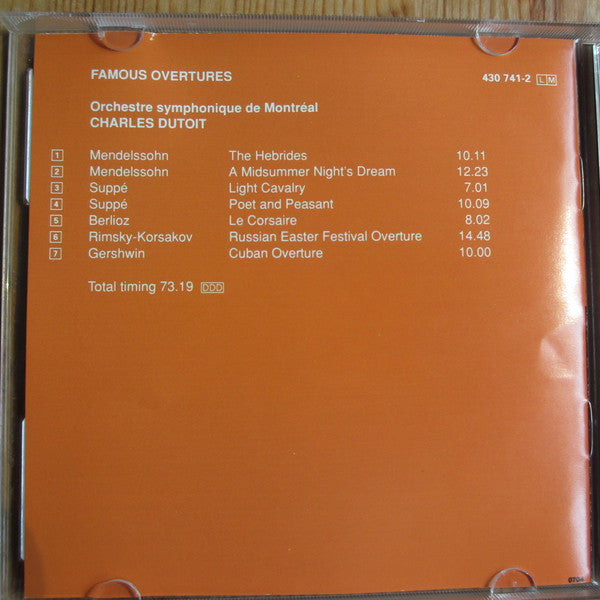 FAMOUS OVERTURES 430 741-2 LM
Orchestre symphonique de Montréal
CHARLES DUTOIT
1 Mendelssohn The Hebrides 10.11
2 Mendelssohn A Midsummer Night's Dream 12.23
3 Suppé Light Cavalry 7.01
4 Suppé Poet and Peasant 10.09
5 Berlioz Le Corsaire 8.02
6 Rimsky-Korsakov Russian Easter Festival Overture 14.48
7 Gershwin Cuban Overture 10.00
Total timing 73.19 DDD